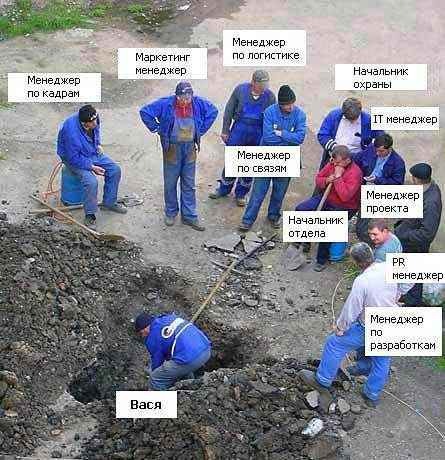 Менеджер
по логистике
Маркетинг
менеджер
Менеджер
по кадрам
Начальник
охраны
IT менеджер
Менеджер
по связям
Менеджер
проекта
Начальник
отдела
PR
менеджер
Менеджер
по
разработкам
Вася